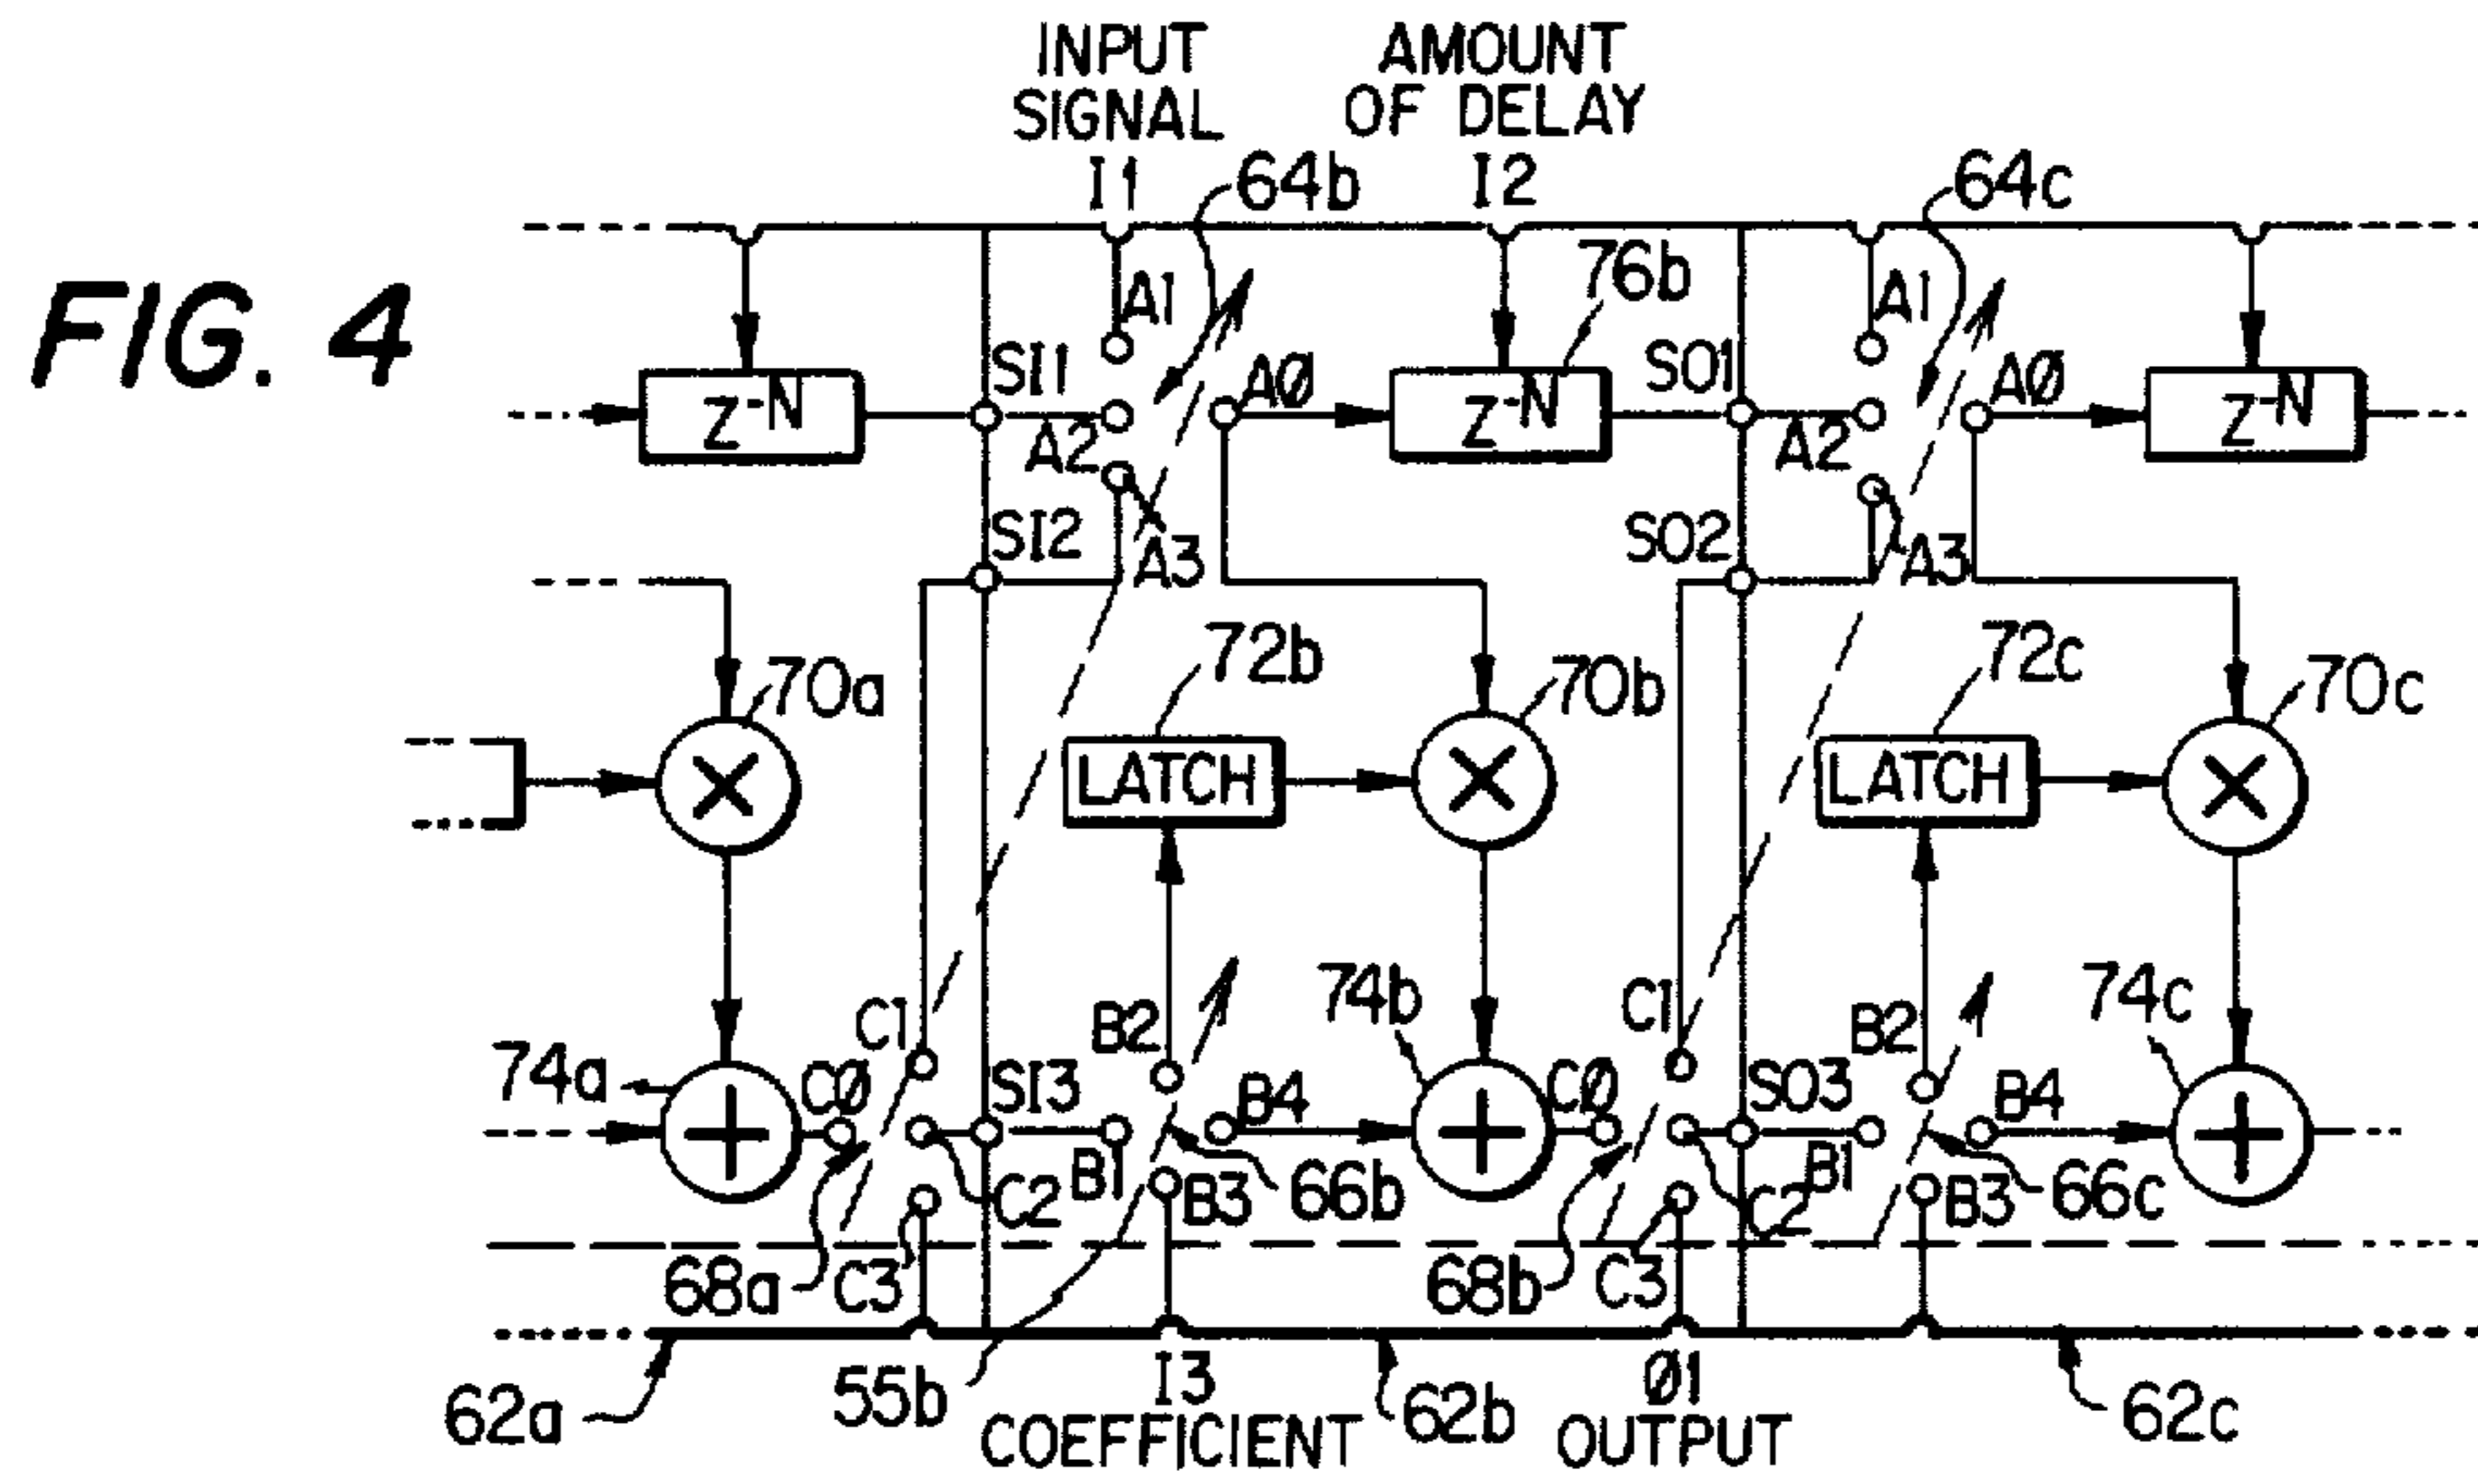 INPUT SIGNAL I1
AMOUNT OF DELAY I2
64b
64c
FIG. 4
A1
76b
A1
SI1
A0
SO1
A0
Z-N
A2
Z-N
A2
Z-N
SI2
A3
SO2
A3
70a
72b
70b
72c
70c
LATCH
LATCH
C1
B2
74b
C1
B2
74c
74a
C0
SI3
B4
C0
SO3
B4
B1
B1
C2
B3
66b
C2
B3
66c
68a
C3
68b
C3
62a
55b
I3
COEFFICIENT
62b
Ø1
OUTPUT
62c